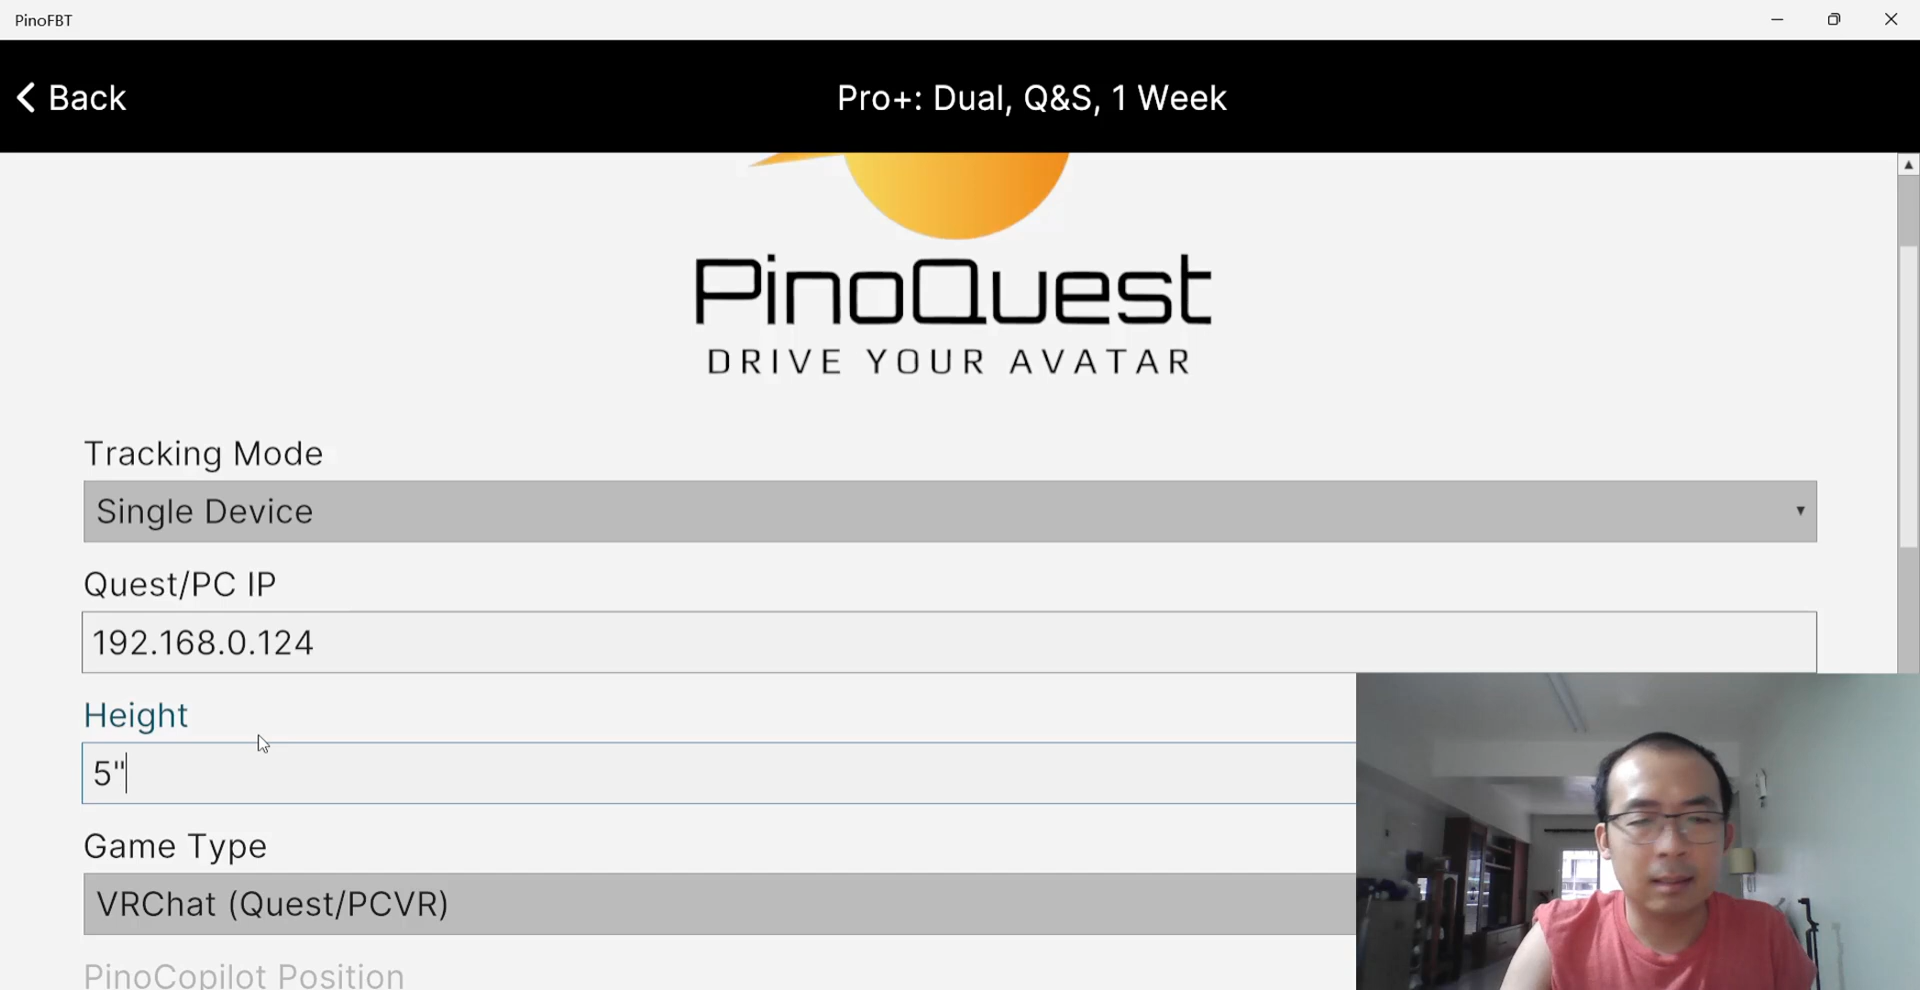 PinoFBT
Back
Pro+: Dual, Q&S, 1 Week
PinoQuest
DRIVE YOUR AVATAR
Tracking Mode
Single Device
Quest/PC IP
192.168.0.124
Height
5"
Game Type
VRChat (Quest/PCVR)
PinoCopilot Position